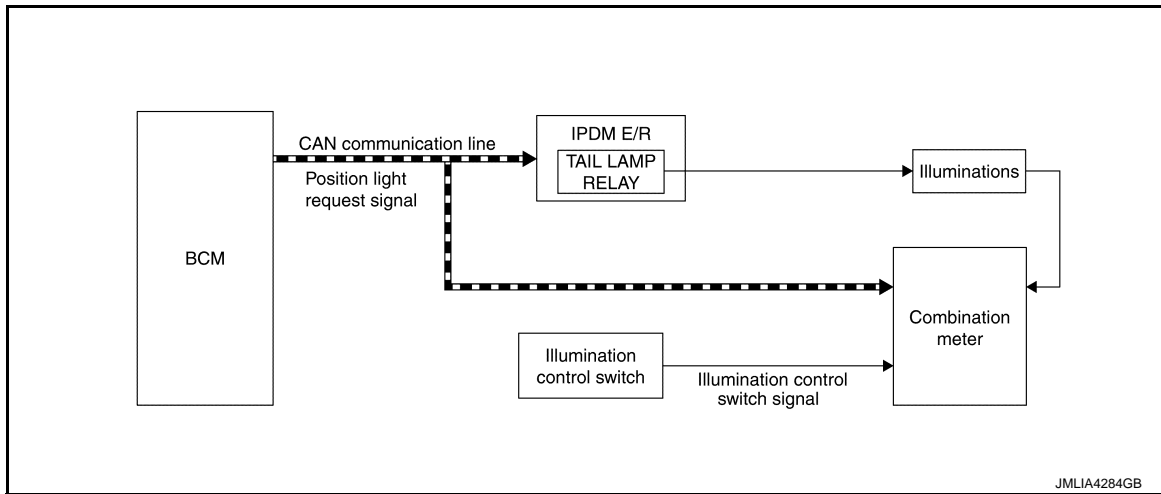 BCM
CAN communication line
Position light
request signal
IPDM E/R
TAIL LAMP
RELAY
Illuminations
Combination
meter
Illumination
control switch
Illumination control
switch signal
JMLIA4284GB